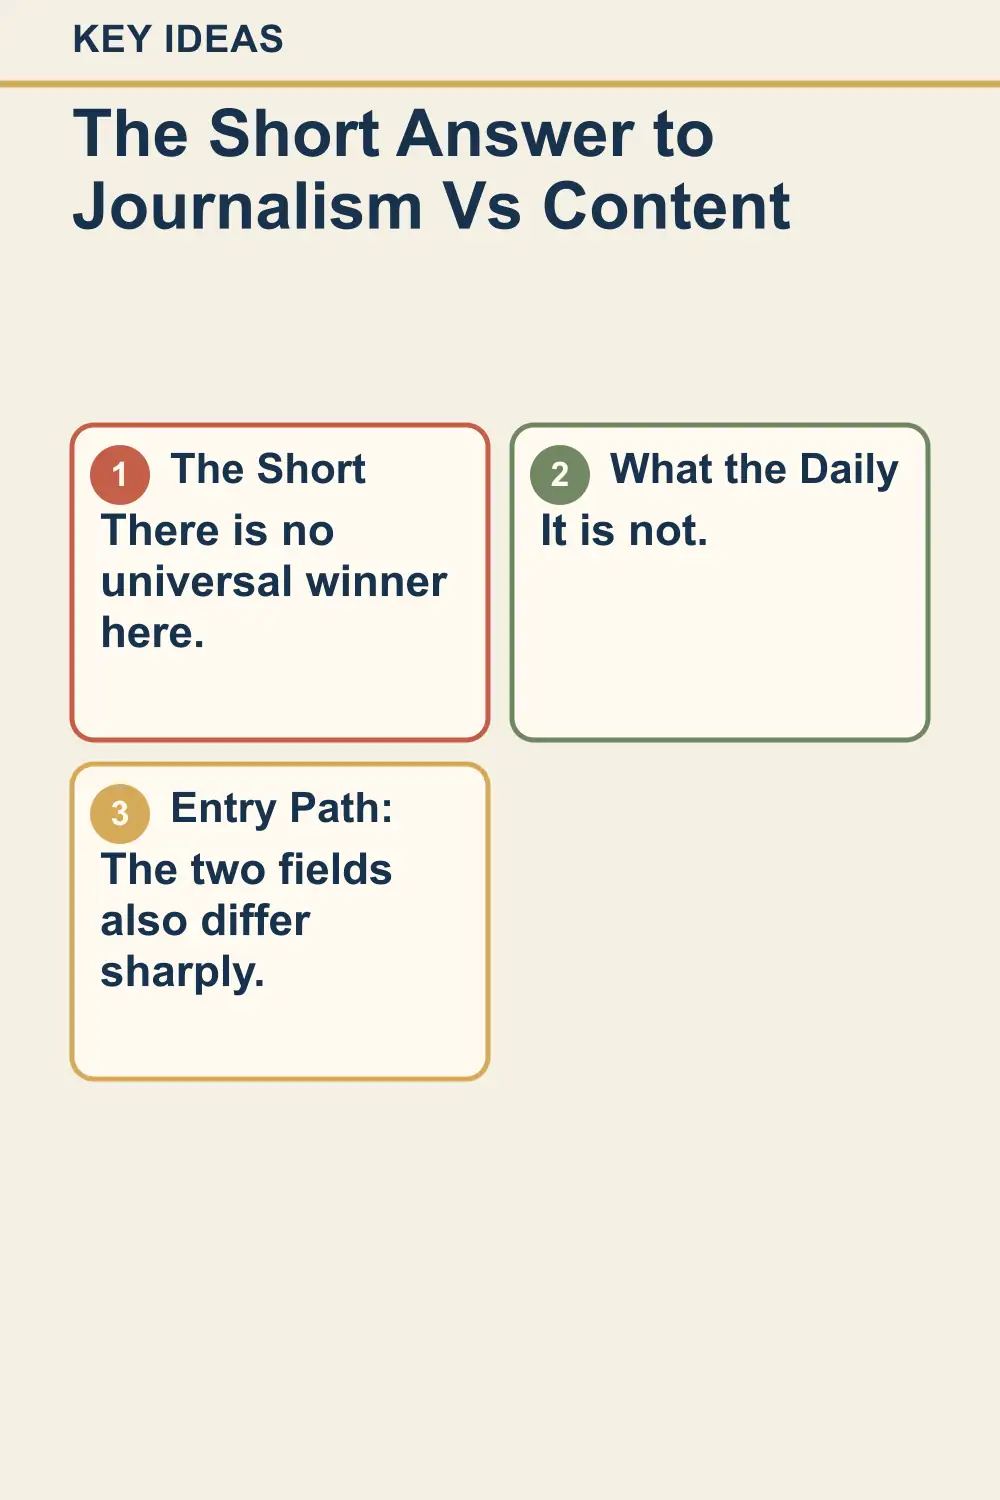 KEY IDEAS
The Short Answer to
Journalism Vs Content
1 The Short
There is no
universal winner
here.
2 What the Daily
It is not.
3 Entry Path:
The two fields
also differ
sharply.